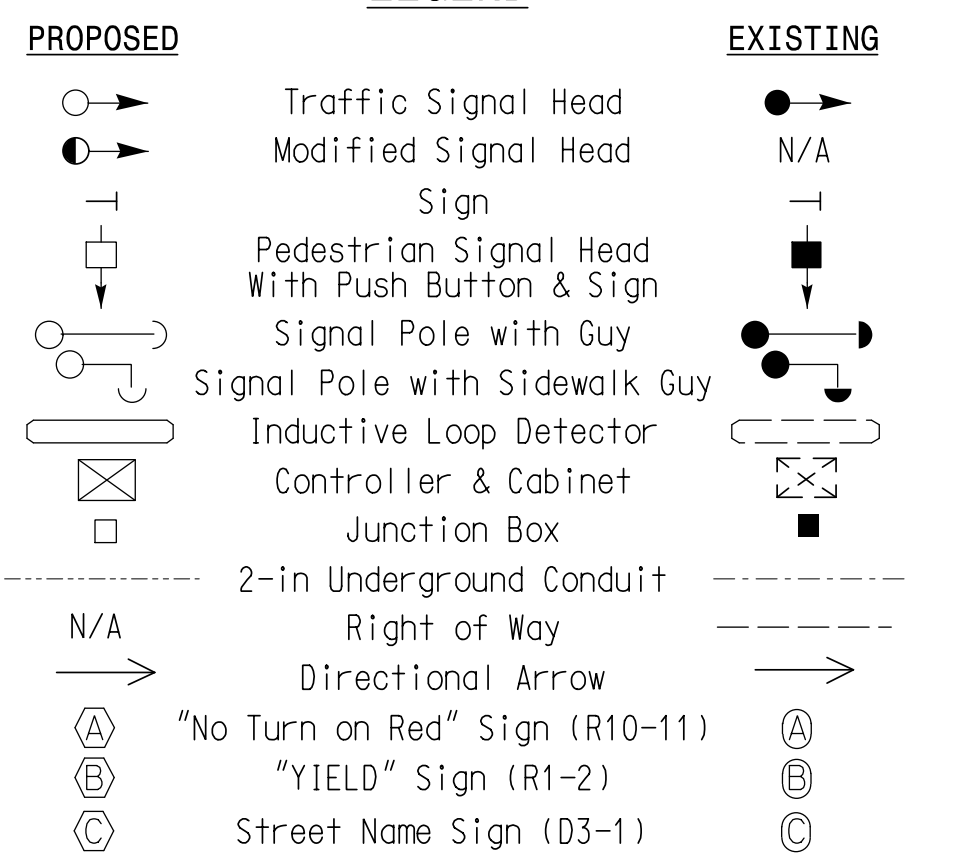 PROPOSED EXISTING
Traffic Signal Head
Modified Signal Head N/A
Sign
Pedestrian Signal Head
With Push Button & Sign
Signal Pole with Guy
Signal Pole with Sidewalk Guy
Inductive Loop Detector
Controller & Cabinet
Junction Box
2-in Underground Conduit
N/A Right of Way
Directional Arrow
A "No Turn on Red" Sign (R10-11) A
B "YIELD" Sign (R1-2) B
C Street Name Sign (D3-1) C